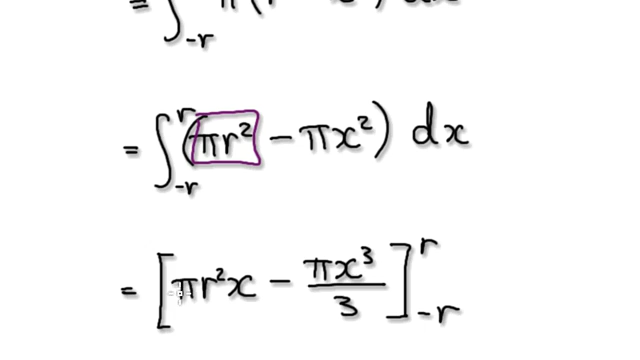 = ∫_{-r}^{r} (πr² - πx²) dx
= [πr²x - πx³/3]_{-r}^{r}